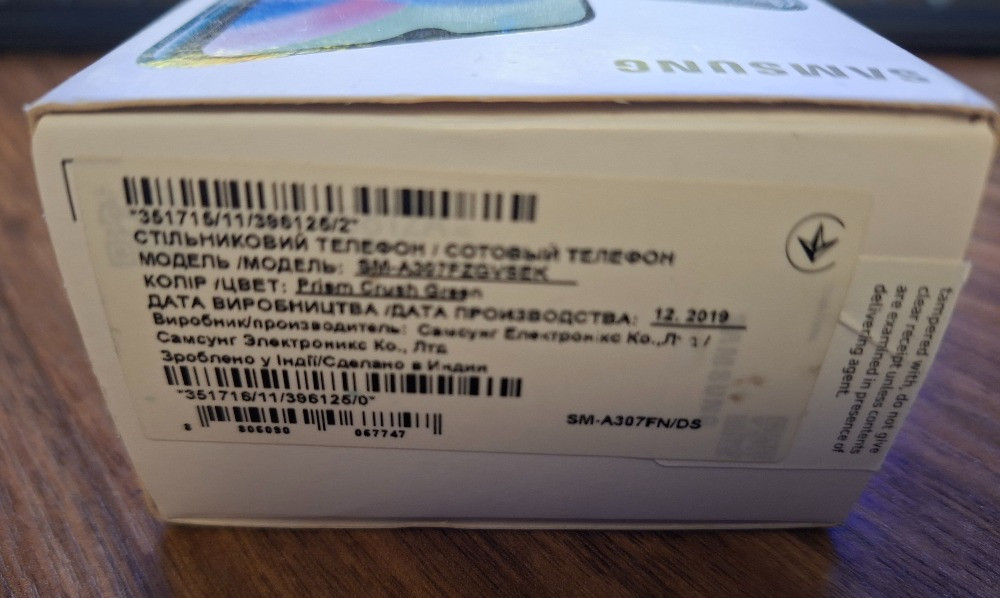 SAMSUNG
"351715/11/396125/2"
СТІЛЬНИКОВИЙ ТЕЛЕФОН / СОТОВЫЙ ТЕЛЕФОН
МОДЕЛЬ /МОДЕЛЬ: SM-A307FZGVSEK
КОЛІР /ЦВЕТ: Prism Crush Green
ДАТА ВИРОБНИЦТВА /ДАТА ПРОИЗВОДСТВА: 12. 2019
Виробник/производитель: Самсунг Електронікс Ко.,
Самсунг Электроникс Ко., Лтд
Зроблено у Індії/Сделано в Индии
"351716/11/396125/0"
8 806090 067747
SM-A307FN/DS
tampered with, do not give
clear receipt unless contents
are examined in presence of
delivering agent.